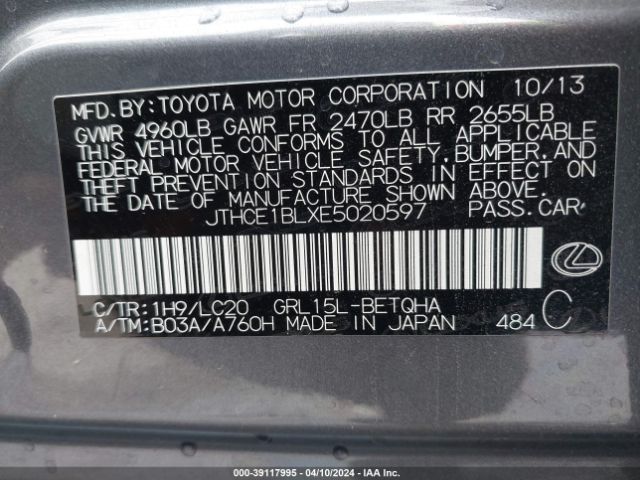 MFD.BY:TOYOTA MOTOR CORPORATION 10/13
GVWR 4960LB GAWR FR 2470LB RR 2655LB
THIS VEHICLE CONFORMS TO ALL APPLICABLE
FEDERAL MOTOR VEHICLE SAFETY,BUMPER,AND
THEFT PREVENTION STANDARDS IN EFFECT ON
THE DATE OF MANUFACTURE SHOWN ABOVE.
JTHCE1BLXE5020597 PASS.CAR
C/TR:1H9/LC20 GRL15L-BETQHA
A/TM:B03A/A760H MADE IN JAPAN 484 C
000-39117995 - 04/10/2024 - IAAI.COM